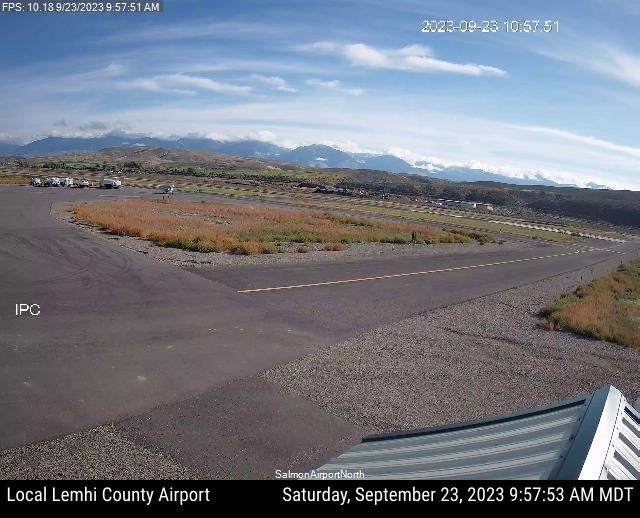 FPS: 10.18 9/23/2023 9:57:51 AM
2023-09-23 10:57:51
IPC
SalmonAirportNorth
Local Lemhi County Airport
Saturday, September 23, 2023 9:57:53 AM MDT